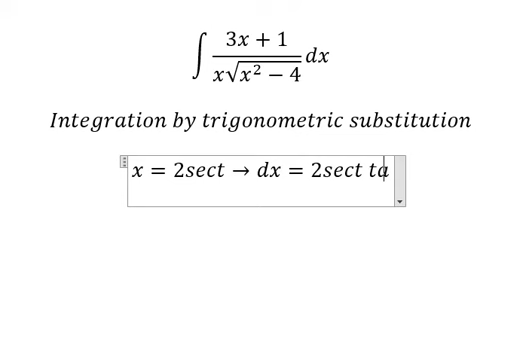 ∫ (3x + 1)/(x√(x² − 4)) dx
Integration by trigonometric substitution
x = 2sect → dx = 2sect ta